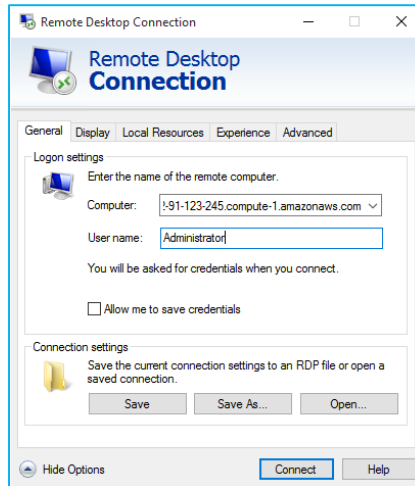 Remote Desktop Connection
Remote Desktop
Connection
General Display Local Resources Experience Advanced
Logon settings
Enter the name of the remote computer.
Computer: -91-123-245.compute-1.amazonaws.com
User name: Administrator
You will be asked for credentials when you connect.
Allow me to save credentials
Connection settings
Save the current connection settings to an RDP file or open a
saved connection.
Save Save As... Open...
Hide Options Connect Help